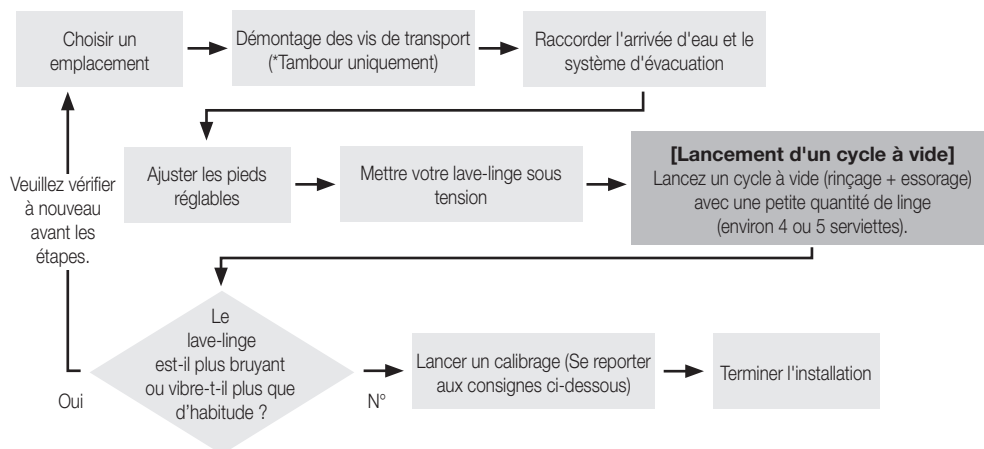 Choisir un
emplacement
Démontage des vis de transport
(*Tambour uniquement)
Raccorder l'arrivée d'eau et le
système d'évacuation
Ajuster les pieds
réglables
Mettre votre lave-linge sous
tension
[Lancement d'un cycle à vide]
Lancez un cycle à vide (rinçage + essorage)
avec une petite quantité de linge
(environ 4 ou 5 serviettes).
Veuillez vérifier
à nouveau
avant les
étapes.
Le
lave-linge
est-il plus bruyant
ou vibre-t-il plus que
d'habitude ?
Oui
N°
Lancer un calibrage (Se reporter
aux consignes ci-dessous)
Terminer l'installation